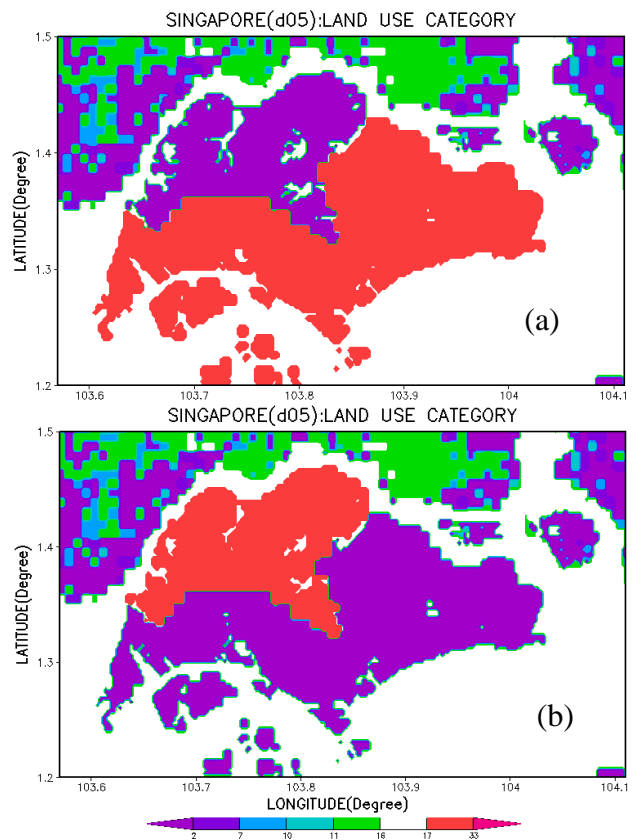 SINGAPORE(d05):LAND USE CATEGORY
1.5
1.4
LATITUDE(Degree)
1.3
(a)
1.2
103.6 103.7 103.8 103.9 104 104.1
SINGAPORE(d05):LAND USE CATEGORY
1.5
1.4
LATITUDE(Degree)
1.3
(b)
1.2
103.6 103.7 103.8 103.9 104 104.1
LONGITUDE(Degree)
2 7 10 11 16 17 33